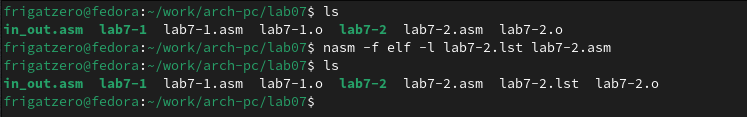 frigatzero@fedora:~/work/arch-pc/lab07$ ls
in_out.asm lab7-1 lab7-1.asm lab7-1.o lab7-2 lab7-2.asm lab7-2.o
frigatzero@fedora:~/work/arch-pc/lab07$ nasm -f elf -l lab7-2.lst lab7-2.asm
frigatzero@fedora:~/work/arch-pc/lab07$ ls
in_out.asm lab7-1 lab7-1.asm lab7-1.o lab7-2 lab7-2.asm lab7-2.lst lab7-2.o
frigatzero@fedora:~/work/arch-pc/lab07$